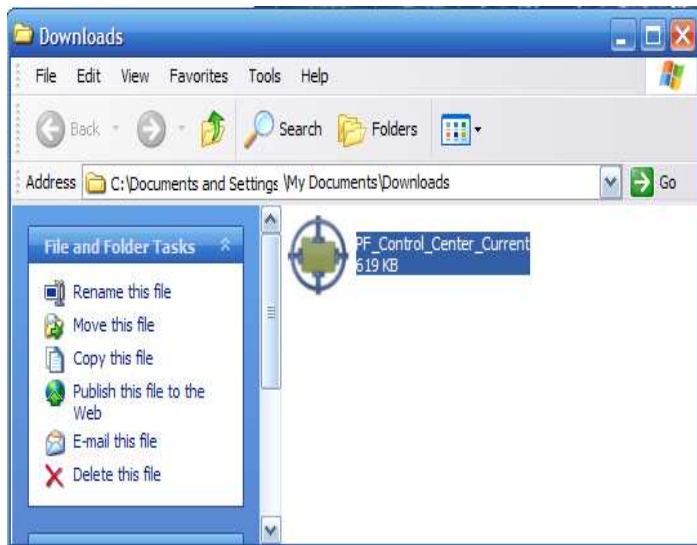 Downloads
File Edit View Favorites Tools Help
Back Search Folders
Address C:\Documents and Settings \My Documents\Downloads Go
File and Folder Tasks
Rename this file
Move this file
Copy this file
Publish this file to the
Web
E-mail this file
Delete this file
PF_Control_Center_Current
619 KB